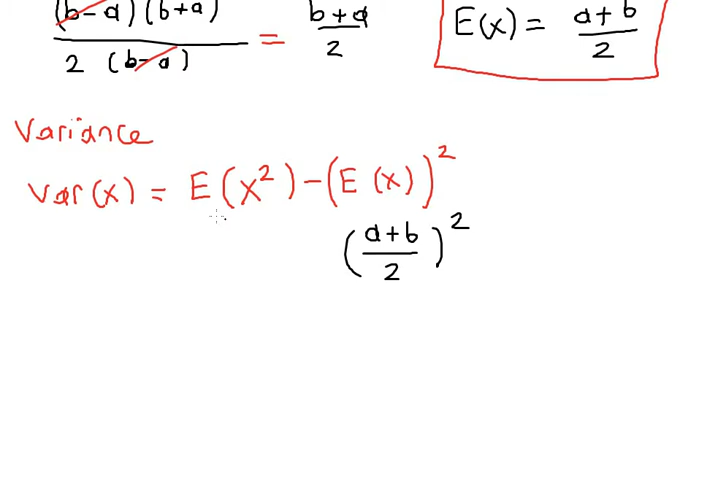 (b-a)(b+a) / 2 (b-a) = b+a / 2
E(x) = a+b / 2
Variance
Var(x) = E(x²) - (E(x))²
(a+b / 2)²